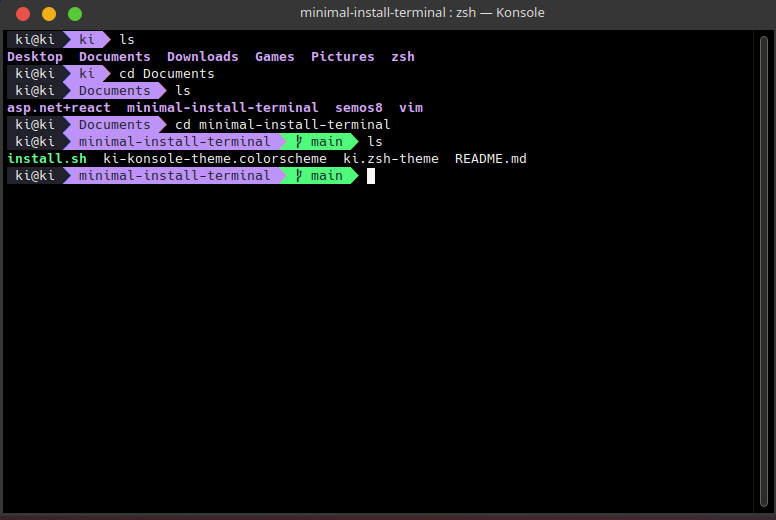 minimal-install-terminal : zsh — Konsole
ki@ki ki ls
Desktop Documents Downloads Games Pictures zsh
ki@ki ki cd Documents
ki@ki Documents ls
asp.net+react minimal-install-terminal semos8 vim
ki@ki Documents cd minimal-install-terminal
ki@ki minimal-install-terminal main ls
install.sh ki-konsole-theme.colorscheme ki.zsh-theme README.md
ki@ki minimal-install-terminal main